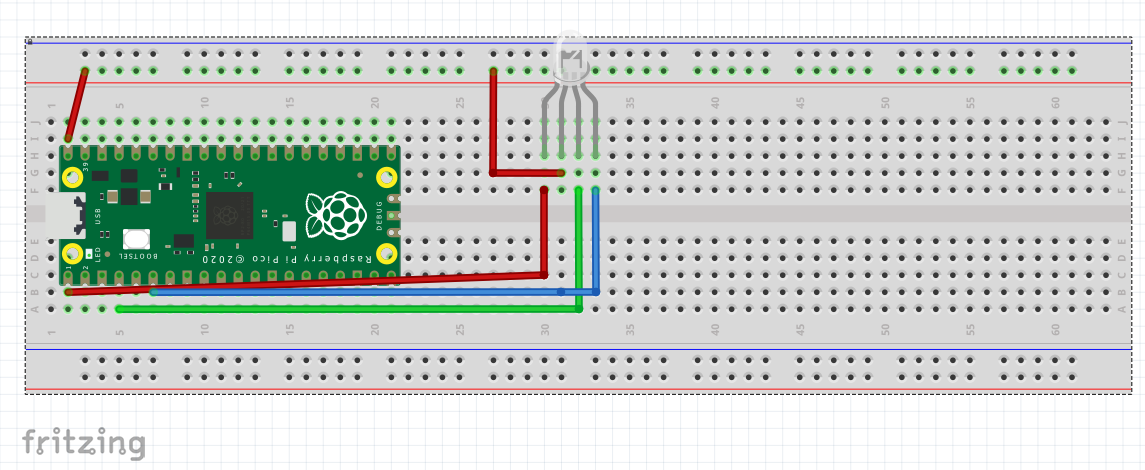 1 5 10 15 20 25 30 35 40 45 50 55 60
J J
I I
H H
G G
F F
39
USB
DEBUG
BOOTSEL
LED
1
2
Raspberry Pi Pico ©2020
E E
D D
C C
B B
A A
1 5 10 15 20 25 30 35 40 45 50 55 60
fritzing